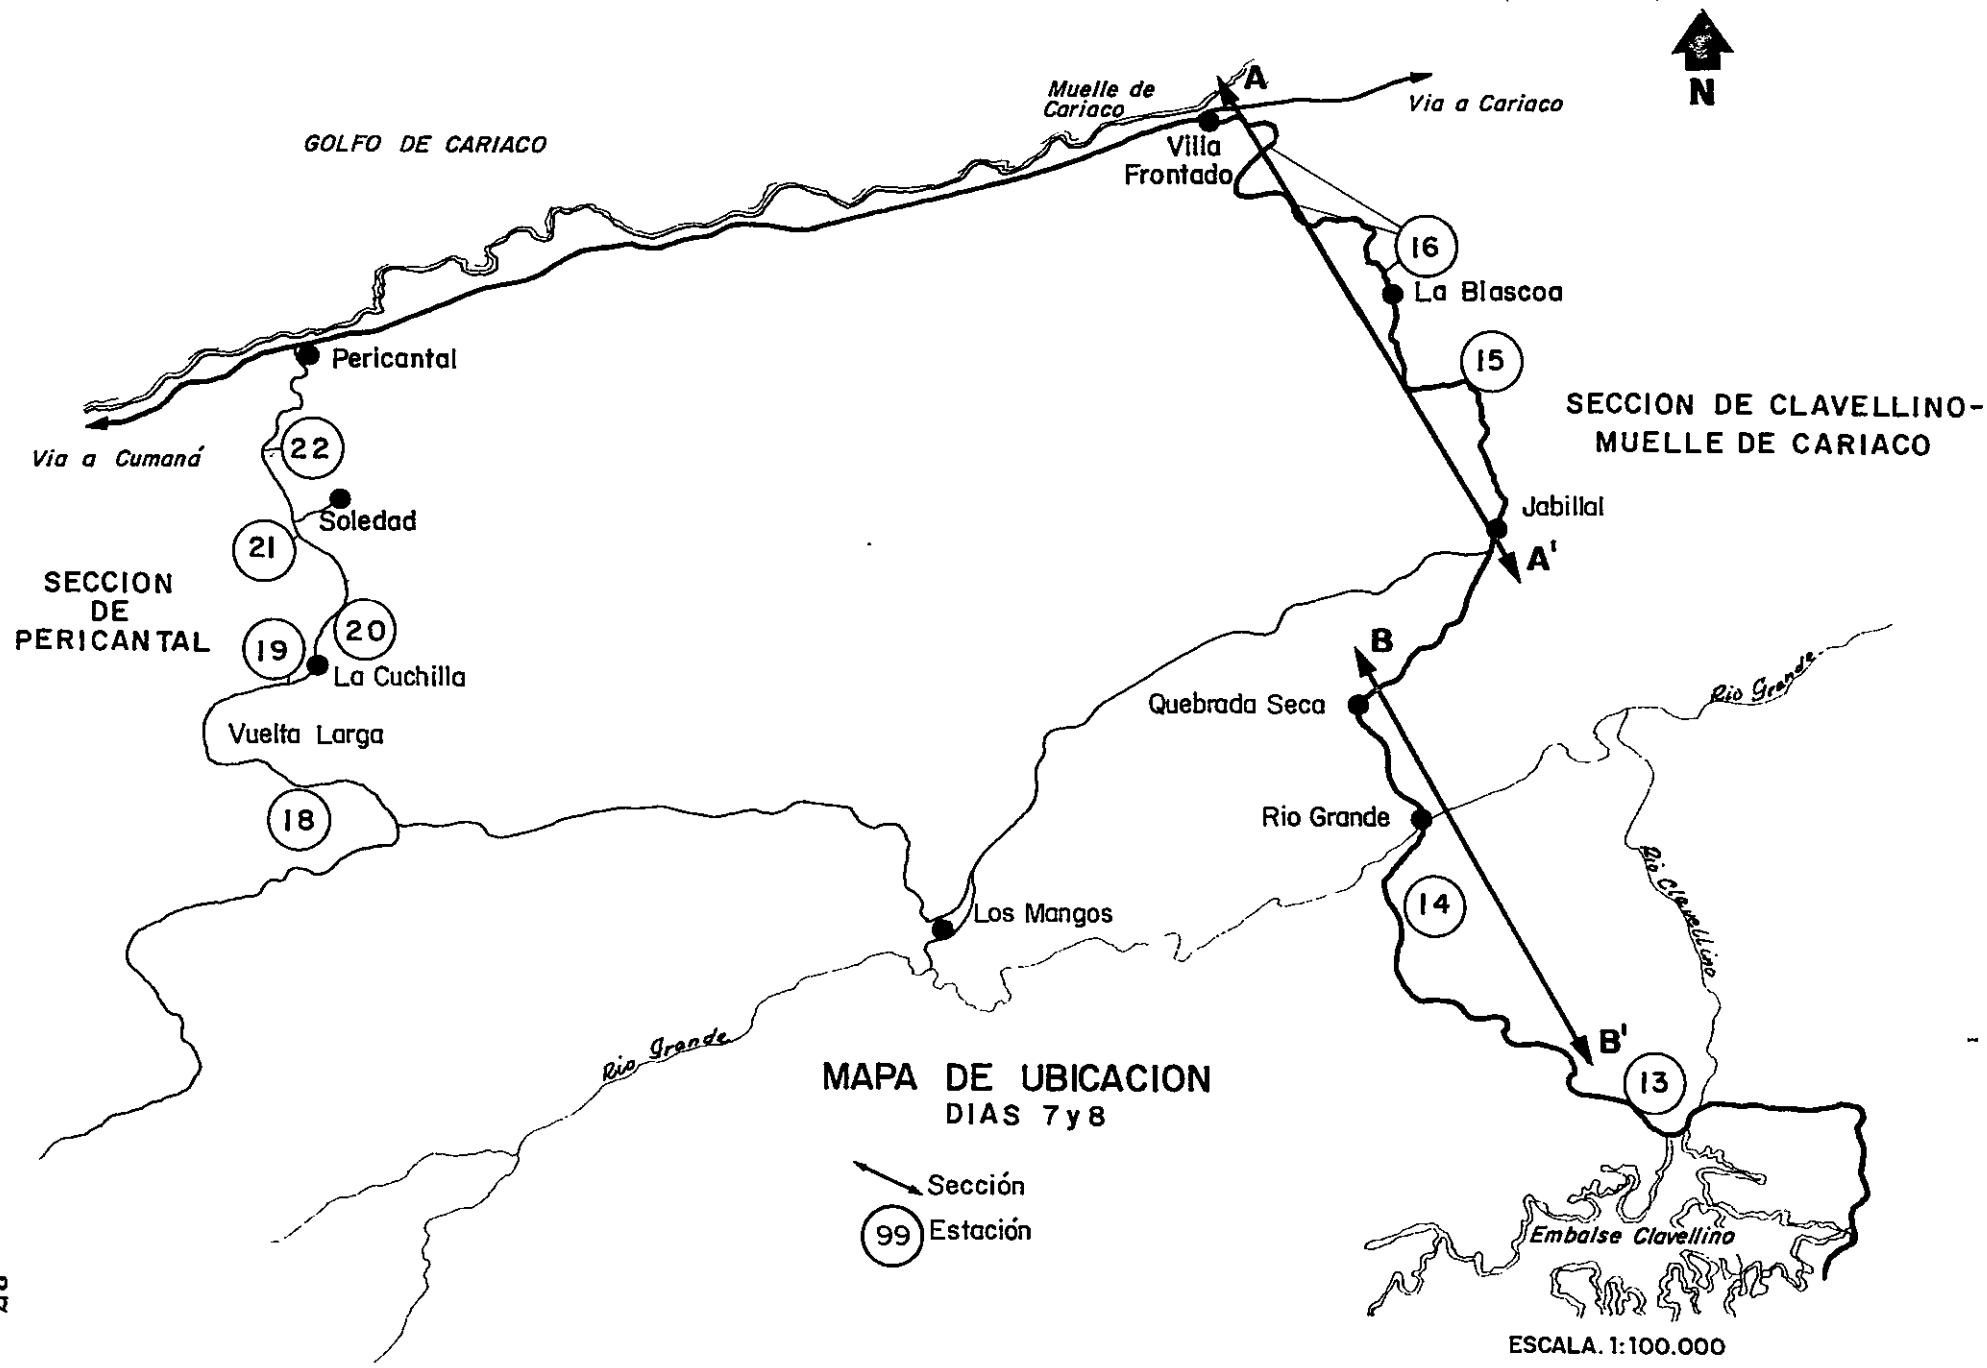 N
A
Muelle de
Cariaco
Via a Cariaco
GOLFO DE CARIACO
Villa
Frontado
16
La Blascoa
15
Pericantal
SECCION DE CLAVELLINO-
MUELLE DE CARIACO
Via a Cumaná
22
Soledad
Jabillal
21
A'
SECCION
DE
PERICANTAL
19
20
B
La Cuchilla
Rio Grande
Quebrada Seca
Vuelta Larga
18
Rio Grande
Rio Clavellino
14
Los Mangos
B'
Rio Grande
MAPA DE UBICACION
DIAS 7 y 8
13
Sección
99 Estación
Embalse Clavellino
ESCALA. 1:100.000